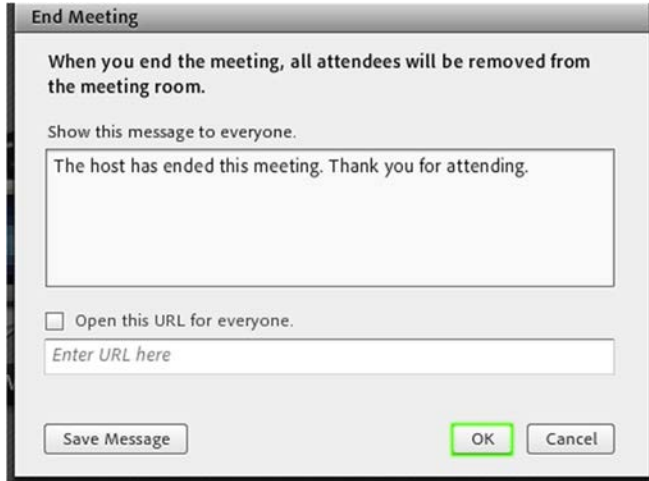 End Meeting
When you end the meeting, all attendees will be removed from
the meeting room.
Show this message to everyone.
The host has ended this meeting. Thank you for attending.
Open this URL for everyone.
Enter URL here
Save Message
OK
Cancel